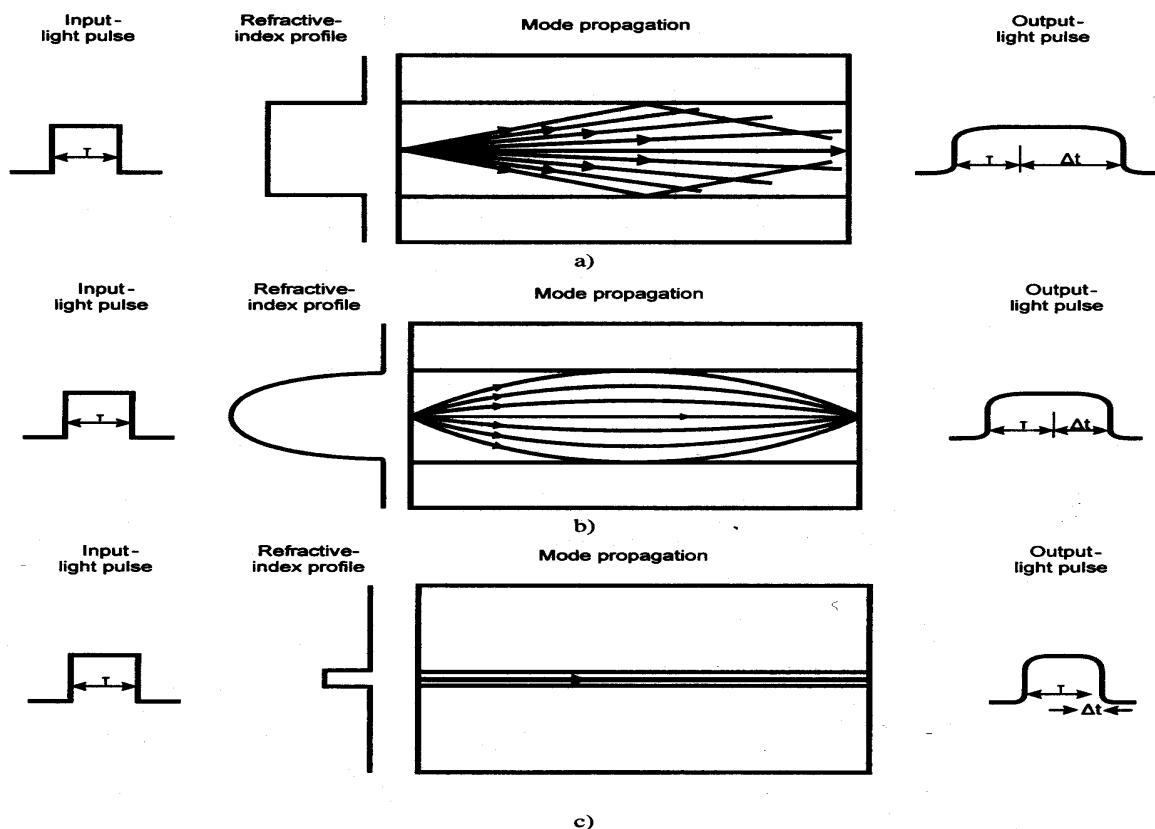 Input-
light pulse
Refractive-
index profile
Mode propagation
Output-
light pulse
T
T
Δt
a)
Input-
light pulse
Refractive-
index profile
Mode propagation
Output-
light pulse
T
T
Δt
b)
Input-
light pulse
Refractive-
index profile
Mode propagation
Output-
light pulse
T
T
Δt
c)